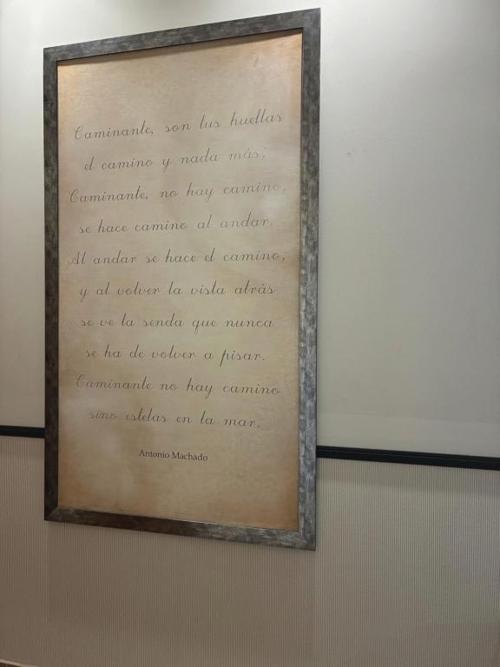 Caminante, son tus huellas
el camino y nada más;
Caminante, no hay camino,
se hace camino al andar.
Al andar se hace el camino,
y al volver la vista atrás
se ve la senda que nunca
se ha de volver a pisar.
Caminante no hay camino
sino estelas en la mar.
Antonio Machado